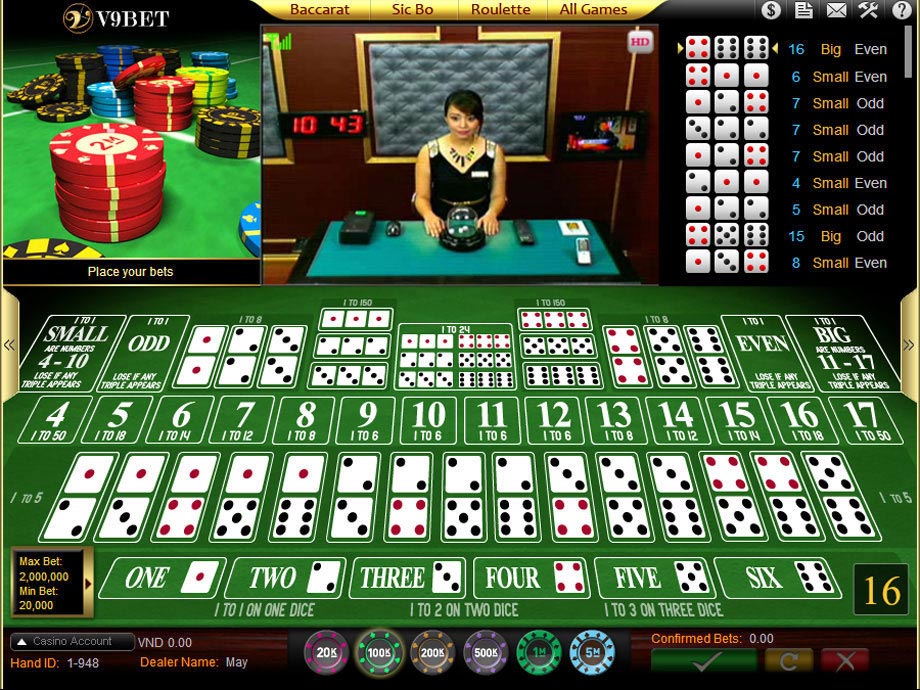 V9BET
Baccarat Sic Bo Roulette All Games
$ ?
HD
10 43
2M
Place your bets
16 Big Even
6 Small Even
7 Small Odd
7 Small Odd
7 Small Odd
4 Small Even
5 Small Odd
15 Big Odd
8 Small Even
1 TO 1
SMALL
ARE NUMBERS
4 - 10
LOSE IF ANY
TRIPLE APPEARS
1 TO 1
ODD
LOSE IF ANY
TRIPLE APPEARS
1 TO 8
1 TO 150
1 TO 24
1 TO 150
1 TO 8
1 TO 1
EVEN
LOSE IF ANY
TRIPLE APPEARS
1 TO 1
BIG
ARE NUMBERS
11-17
LOSE IF ANY
TRIPLE APPEARS
4 5 6 7 8 9 10 11 12 13 14 15 16 17
1 TO 50 1 TO 18 1 TO 14 1 TO 12 1 TO 8 1 TO 6 1 TO 6 1 TO 6 1 TO 6 1 TO 8 1 TO 12 1 TO 14 1 TO 18 1 TO 50
1 TO 5 1 TO 5
Max Bet:
2,000,000
Min Bet:
20,000
ONE TWO THREE FOUR FIVE SIX
1 TO 1 ON ONE DICE 1 TO 2 ON TWO DICE 1 TO 3 ON THREE DICE
16
Casino Account VND 0.00
Hand ID: 1-948 Dealer Name: May
20K 100K 200K 500K 1M 5M
Confirmed Bets: 0.00